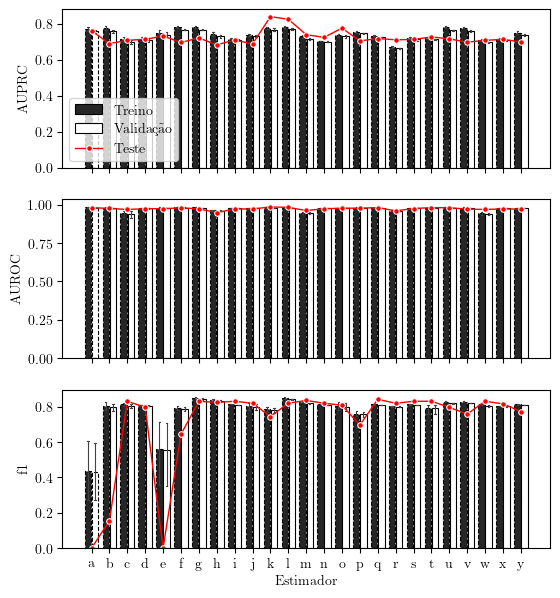 0.8
0.6
0.4
0.2
0.0
AUPRC
Treino
Validação
Teste
1.00
0.75
0.50
0.25
0.00
AUROC
0.8
0.6
0.4
0.2
0.0
f1
a b c d e f g h i j k l m n o p q r s t u v w x y
Estimador